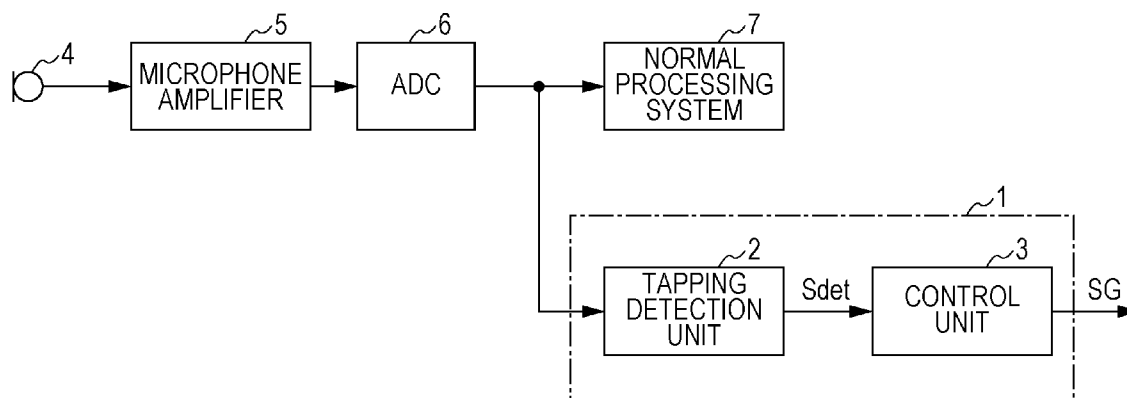 4
5
MICROPHONE
AMPLIFIER
6
ADC
7
NORMAL
PROCESSING
SYSTEM
1
2
TAPPING
DETECTION
UNIT
Sdet
3
CONTROL
UNIT
SG